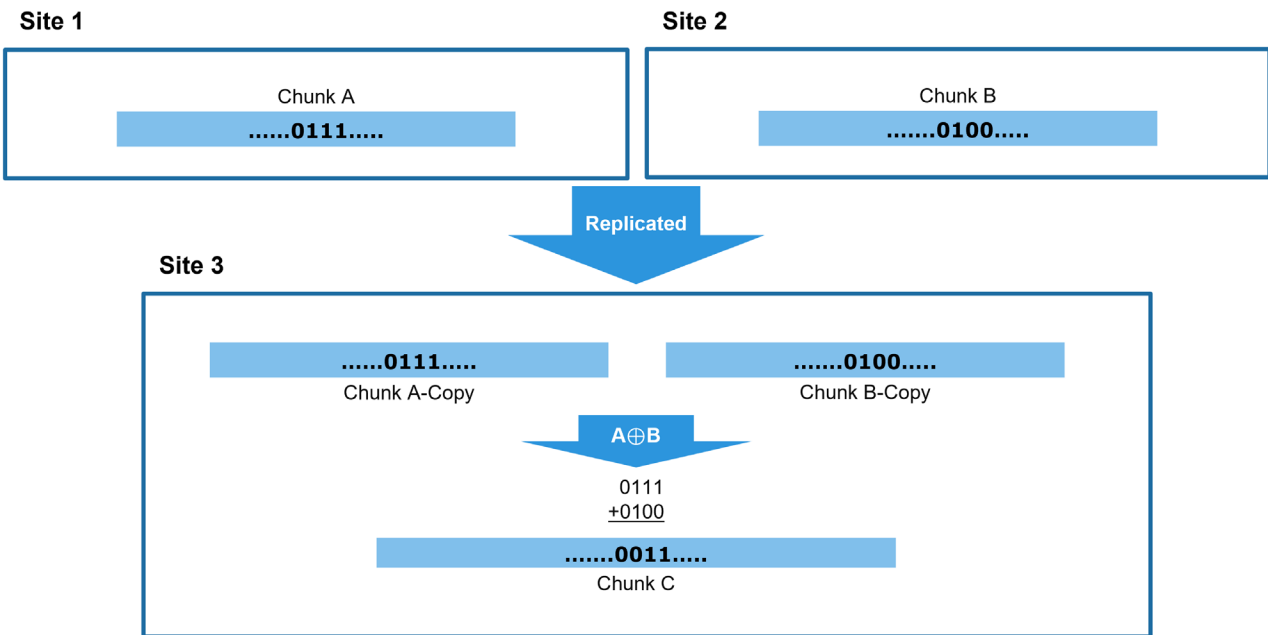 Site 1
Site 2
Chunk A
......0111.....
Chunk B
.......0100.....
Replicated
Site 3
......0111.....
Chunk A-Copy
.......0100.....
Chunk B-Copy
A⊕B
0111
+0100
.......0011.....
Chunk C